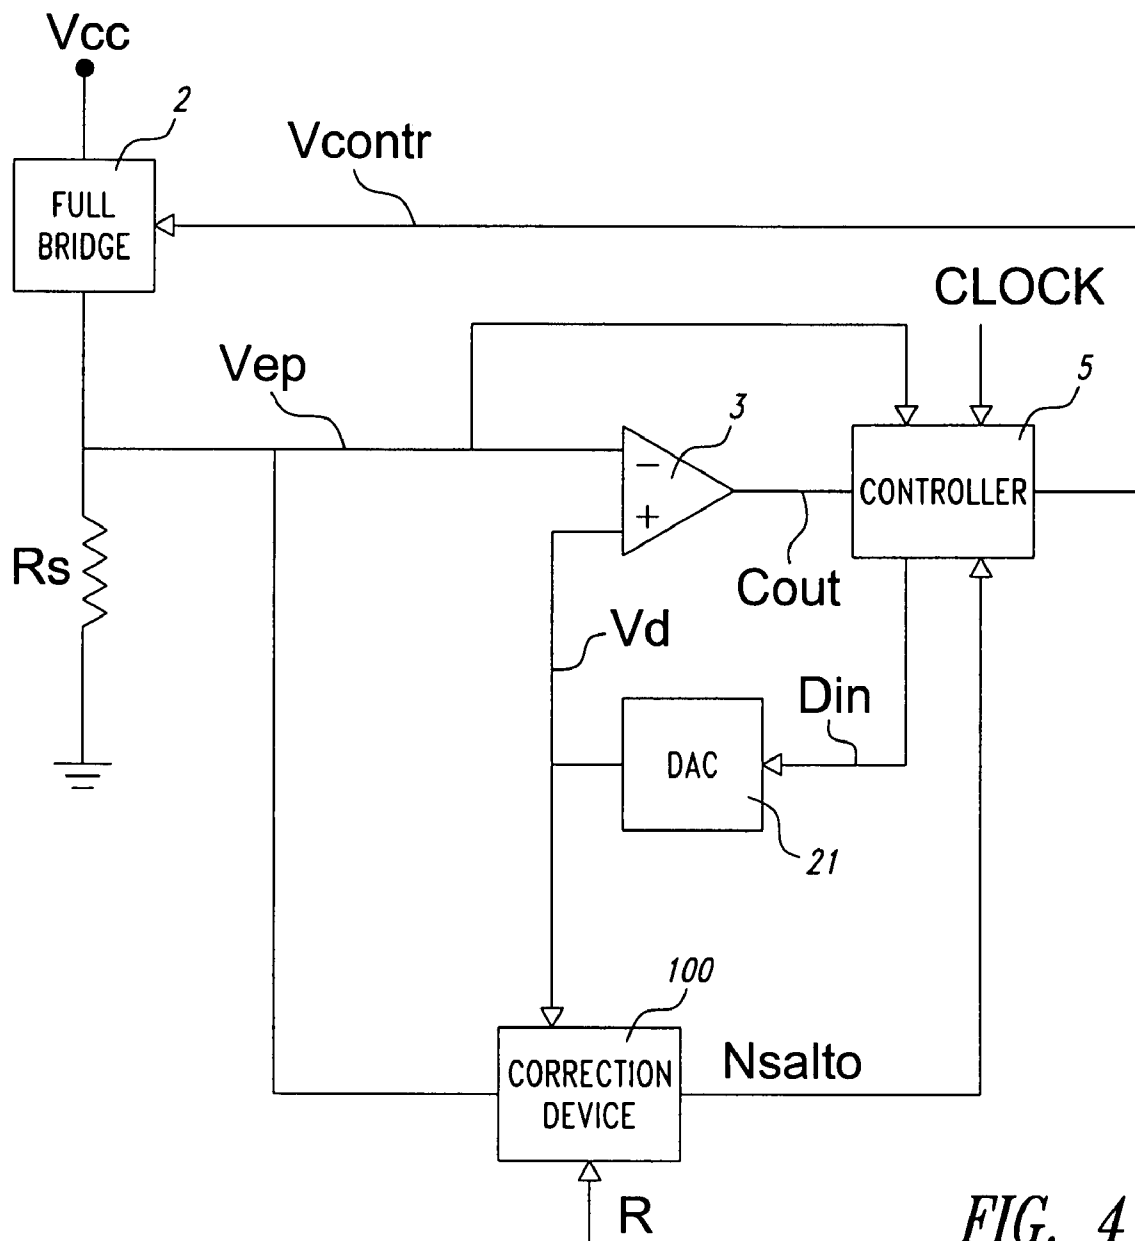 Vcc
2
Vcontr
FULL
BRIDGE
CLOCK
Vep
3
5
−
CONTROLLER
+
Rs
Cout
Vd
Din
DAC
21
100
CORRECTION
DEVICE
Nsalto
R
FIG. 4